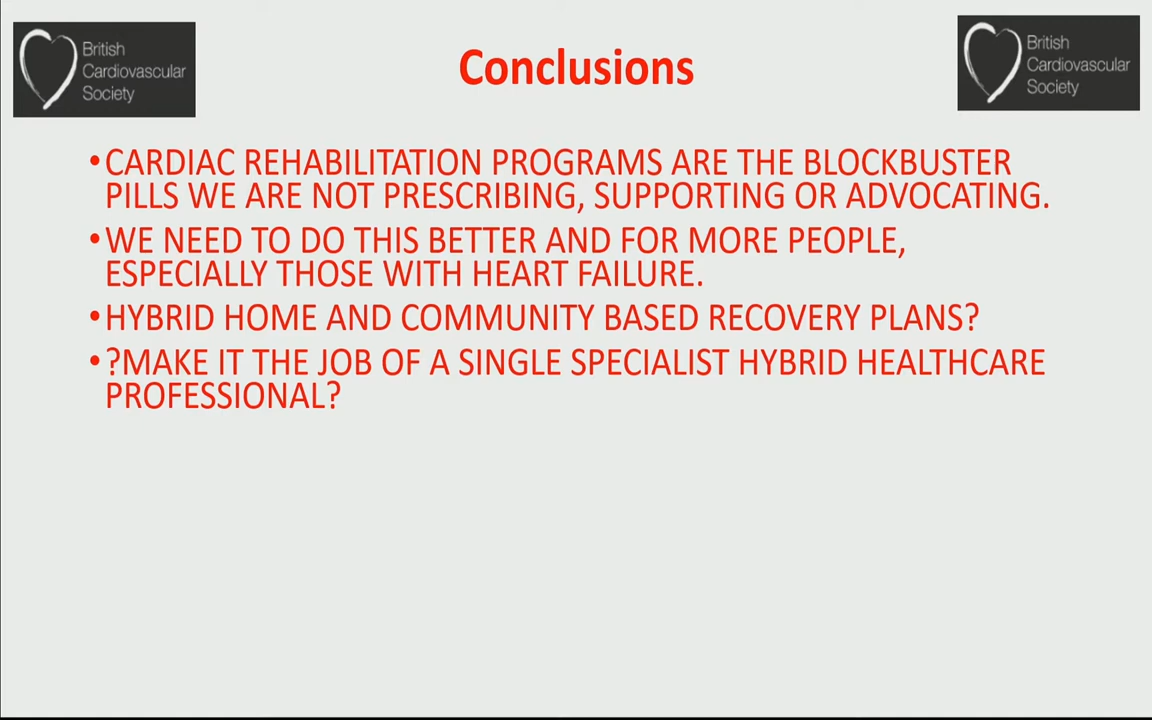 British
Cardiovascular
Society
Conclusions
British
Cardiovascular
Society
•CARDIAC REHABILITATION PROGRAMS ARE THE BLOCKBUSTER
PILLS WE ARE NOT PRESCRIBING, SUPPORTING OR ADVOCATING.
•WE NEED TO DO THIS BETTER AND FOR MORE PEOPLE,
ESPECIALLY THOSE WITH HEART FAILURE.
•HYBRID HOME AND COMMUNITY BASED RECOVERY PLANS?
•?MAKE IT THE JOB OF A SINGLE SPECIALIST HYBRID HEALTHCARE
PROFESSIONAL?